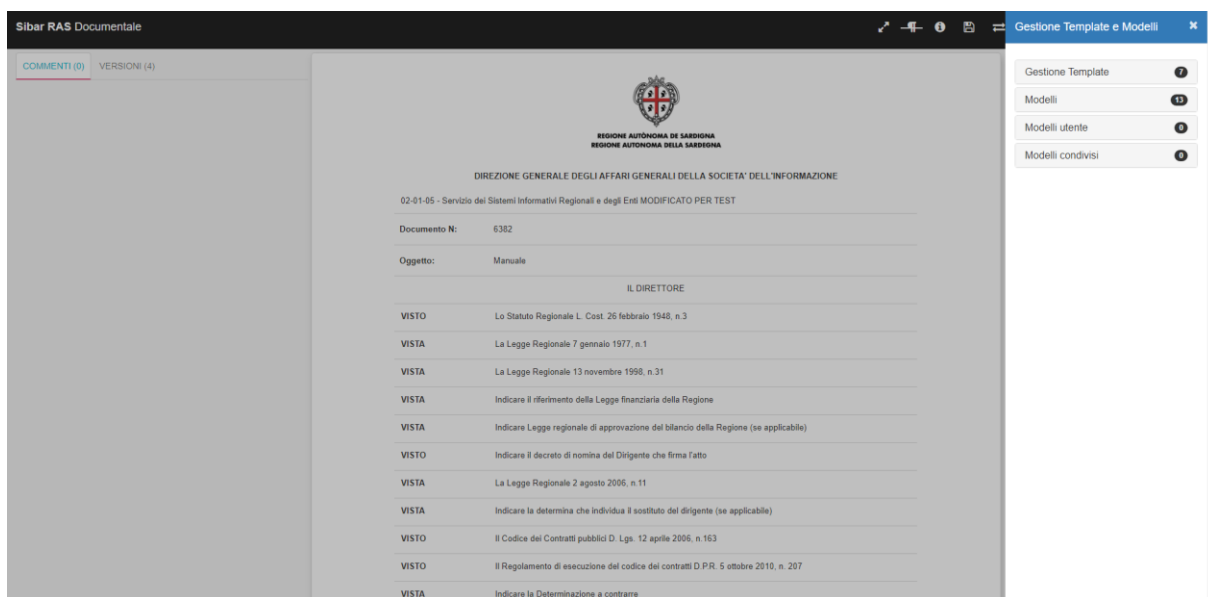 Sibar RAS Documentale
Gestione Template e Modelli
COMMENTI (0) VERSIONI (4)
Gestione Template 7
Modelli 13
Modelli utente 0
Modelli condivisi 0
REGIONE AUTÒNOMA DE SARDIGNA
REGIONE AUTONOMA DELLA SARDEGNA
DIREZIONE GENERALE DEGLI AFFARI GENERALI DELLA SOCIETA' DELL'INFORMAZIONE
02-01-05 - Servizio dei Sistemi Informativi Regionali e degli Enti MODIFICATO PER TEST
Documento N: 6382
Oggetto: Manuale
IL DIRETTORE
VISTO Lo Statuto Regionale L. Cost. 26 febbraio 1948, n.3
VISTA La Legge Regionale 7 gennaio 1977, n.1
VISTA La Legge Regionale 13 novembre 1998, n.31
VISTA Indicare il riferimento della Legge finanziaria della Regione
VISTA Indicare Legge regionale di approvazione del bilancio della Regione (se applicabile)
VISTO Indicare il decreto di nomina del Dirigente che firma l'atto
VISTA La Legge Regionale 2 agosto 2006, n.11
VISTA Indicare la determina che individua il sostituto del dirigente (se applicabile)
VISTO Il Codice dei Contratti pubblici D. Lgs. 12 aprile 2006, n.163
VISTO Il Regolamento di esecuzione del codice dei contratti D.P.R. 5 ottobre 2010, n. 207
VISTA Indicare la Determinazione a contrarre